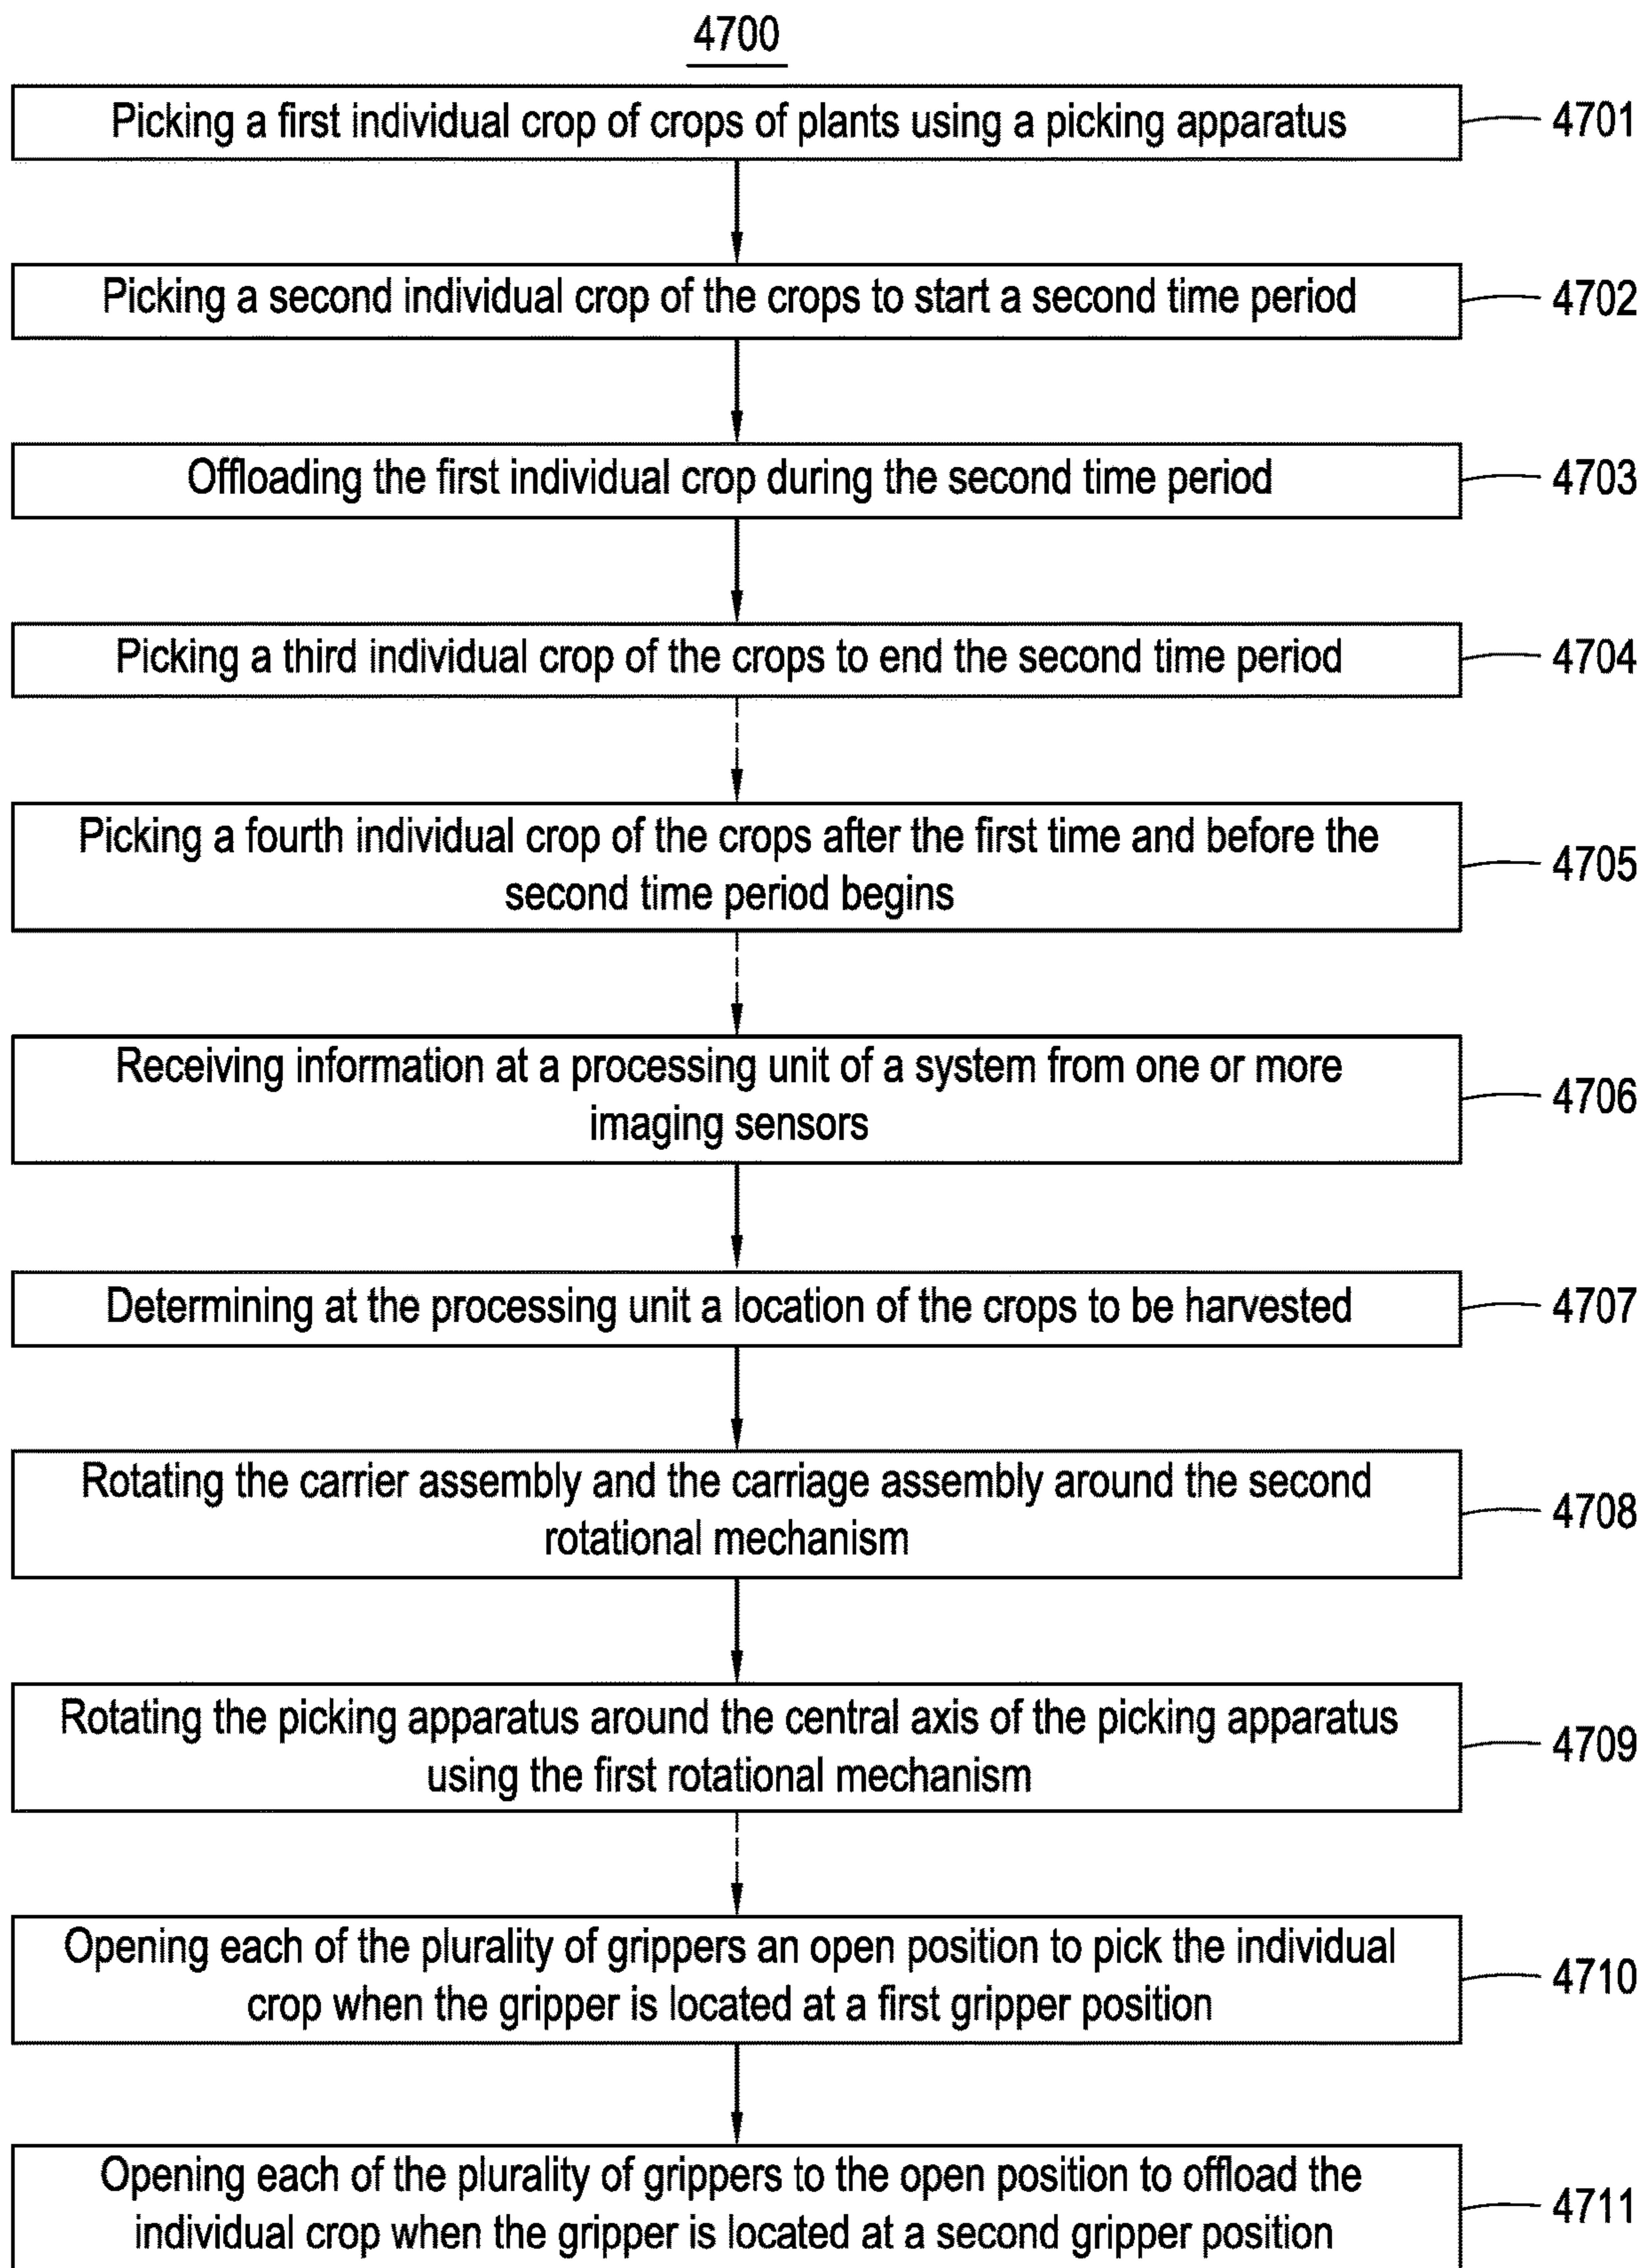 4700
Picking a first individual crop of crops of plants using a picking apparatus
4701
Picking a second individual crop of the crops to start a second time period
4702
Offloading the first individual crop during the second time period
4703
Picking a third individual crop of the crops to end the second time period
4704
Picking a fourth individual crop of the crops after the first time and before the
second time period begins
4705
Receiving information at a processing unit of a system from one or more
imaging sensors
4706
Determining at the processing unit a location of the crops to be harvested
4707
Rotating the carrier assembly and the carriage assembly around the second
rotational mechanism
4708
Rotating the picking apparatus around the central axis of the picking apparatus
using the first rotational mechanism
4709
Opening each of the plurality of grippers an open position to pick the individual
crop when the gripper is located at a first gripper position
4710
Opening each of the plurality of grippers to the open position to offload the
individual crop when the gripper is located at a second gripper position
4711